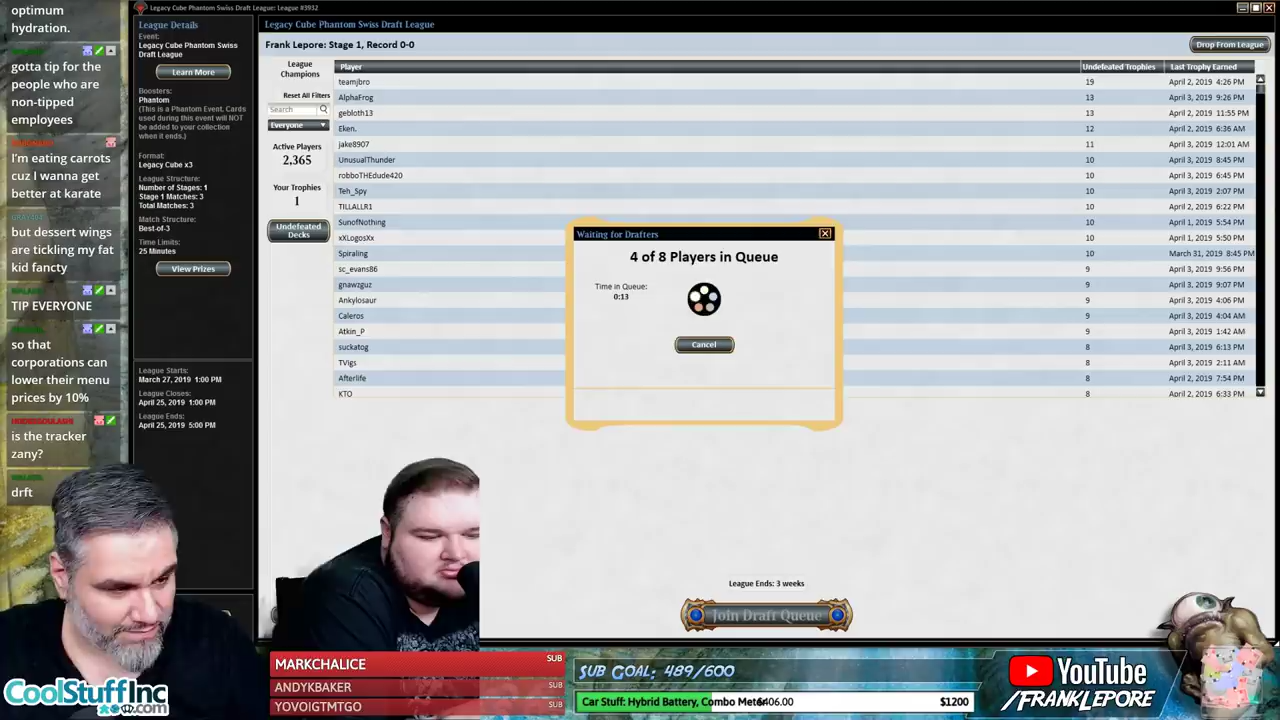 optimum
hydration.
gotta tip for the
people who are
non-tipped
employees
I'm eating carrots
cuz I wanna get
better at karate
but dessert wings
are tickling my fat
kid fancty
TIP EVERYONE
so that
corporations can
lower their menu
prices by 10%
is the tracker
zany?
drft
Legacy Cube Phantom Swiss Draft League: League #3932
League Details
Event:
Legacy Cube Phantom Swiss
Draft League
Learn More
Boosters:
Phantom
(This is a Phantom Event. Cards
used during this event will NOT
be added to your collection
when it ends.)
Format:
Legacy Cube x3
League Structure:
Number of Stages: 1
Stage 1 Matches: 3
Total Matches: 3
Match Structure:
Best-of-3
Time Limits:
25 Minutes
View Prizes
League Starts:
March 27, 2019 1:00 PM
League Closes:
April 25, 2019 1:00 PM
League Ends:
April 25, 2019 5:00 PM
Legacy Cube Phantom Swiss Draft League
Frank Lepore: Stage 1, Record 0-0
Drop From League
League
Champions
Reset All Filters
Search
Everyone
Active Players
2,365
Your Trophies
1
Undefeated
Decks
Player Undefeated Trophies Last Trophy Earned
teamjbro 19 April 2, 2019 4:26 PM
AlphaFrog 13 April 3, 2019 9:26 PM
gebloth13 13 April 2, 2019 11:55 PM
Eken. 12 April 3, 2019 6:36 AM
jake8907 11 April 3, 2019 12:01 AM
UnusualThunder 10 April 3, 2019 8:45 PM
robboTHEdude420 10 April 3, 2019 6:45 PM
Teh_Spy 10 April 3, 2019 2:07 PM
TILLALLR1 10 April 2, 2019 6:22 PM
SunofNothing 10 April 1, 2019 5:54 PM
xXLogosXx 10 April 1, 2019 5:50 PM
Spiraling 10 March 31, 2019 8:45 PM
sc_evans86 9 April 3, 2019 9:56 PM
gnawzguz 9 April 3, 2019 9:07 PM
Ankylosaur 9 April 3, 2019 4:06 PM
Caleros 9 April 3, 2019 4:04 AM
Atkin_P 9 April 3, 2019 1:42 AM
suckatog 8 April 3, 2019 6:13 PM
TVigs 8 April 3, 2019 2:11 AM
Afterlife 8 April 2, 2019 7:54 PM
KTO 8 April 2, 2019 6:33 PM
Waiting for Drafters
4 of 8 Players in Queue
Time in Queue:
0:13
Cancel
League Ends: 3 weeks
Join Draft Queue
MARKCHALICE SUB
ANDYKBAKER SUB
YOVOIGTMTGO SUB
SUB GOAL: 489/600
Car Stuff: Hybrid Battery, Combo Meter $406.00 $1200
YouTube
/FRANKLEPORE
CoolStuffInc
.com